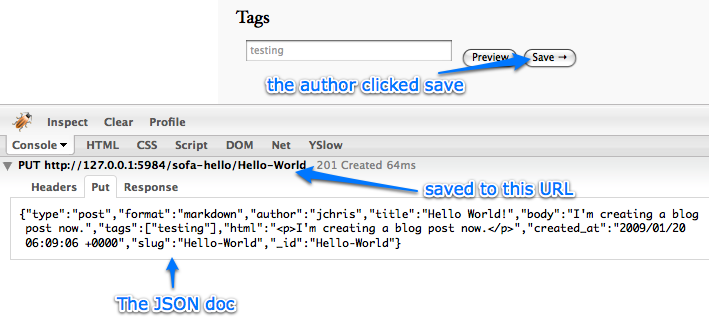 Tags
testing
Preview
Save →
the author clicked save
Inspect Clear Profile
Console HTML CSS Script DOM Net YSlow
PUT http://127.0.0.1:5984/sofa-hello/Hello-World 201 Created 64ms
Headers Put Response
saved to this URL
{"type":"post","format":"markdown","author":"jchris","title":"Hello World!","body":"I'm creating a blog
post now.","tags":["testing"],"html":"<p>I'm creating a blog post now.</p>","created_at":"2009/01/20
06:09:06 +0000","slug":"Hello-World","_id":"Hello-World"}
The JSON doc